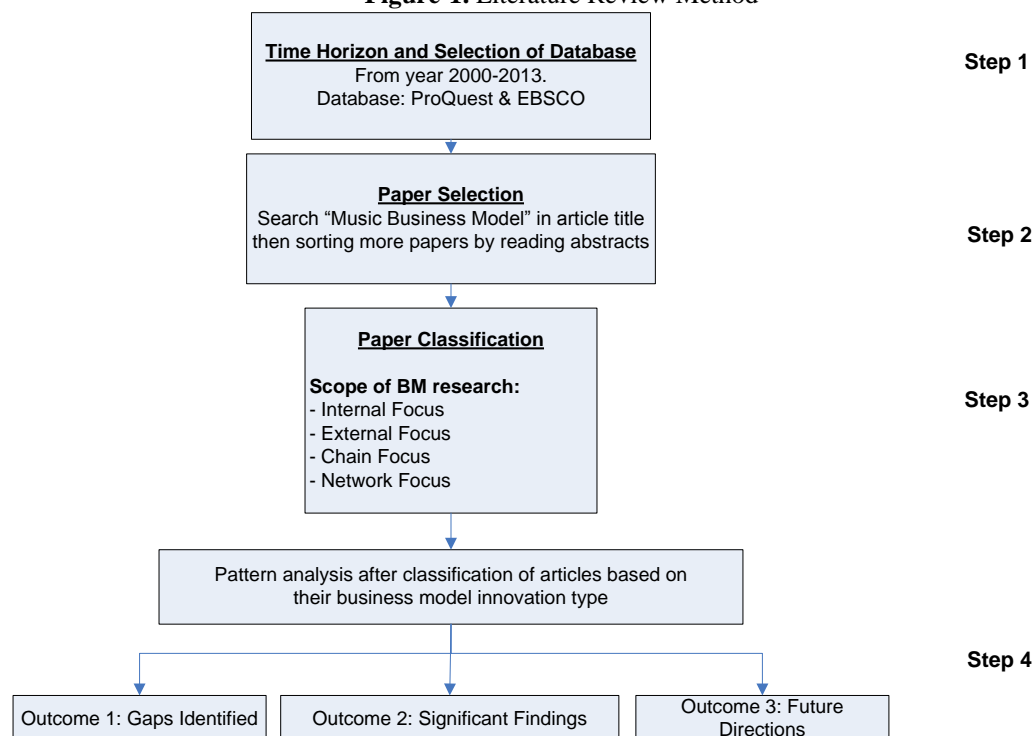 Figure 1. Literature Review Method
Time Horizon and Selection of Database
From year 2000-2013.
Database: ProQuest & EBSCO
Step 1
Paper Selection
Search “Music Business Model” in article title
then sorting more papers by reading abstracts
Step 2
Paper Classification
Scope of BM research:
- Internal Focus
- External Focus
- Chain Focus
- Network Focus
Step 3
Pattern analysis after classification of articles based on
their business model innovation type
Step 4
Outcome 1: Gaps Identified
Outcome 2: Significant Findings
Outcome 3: Future
Directions